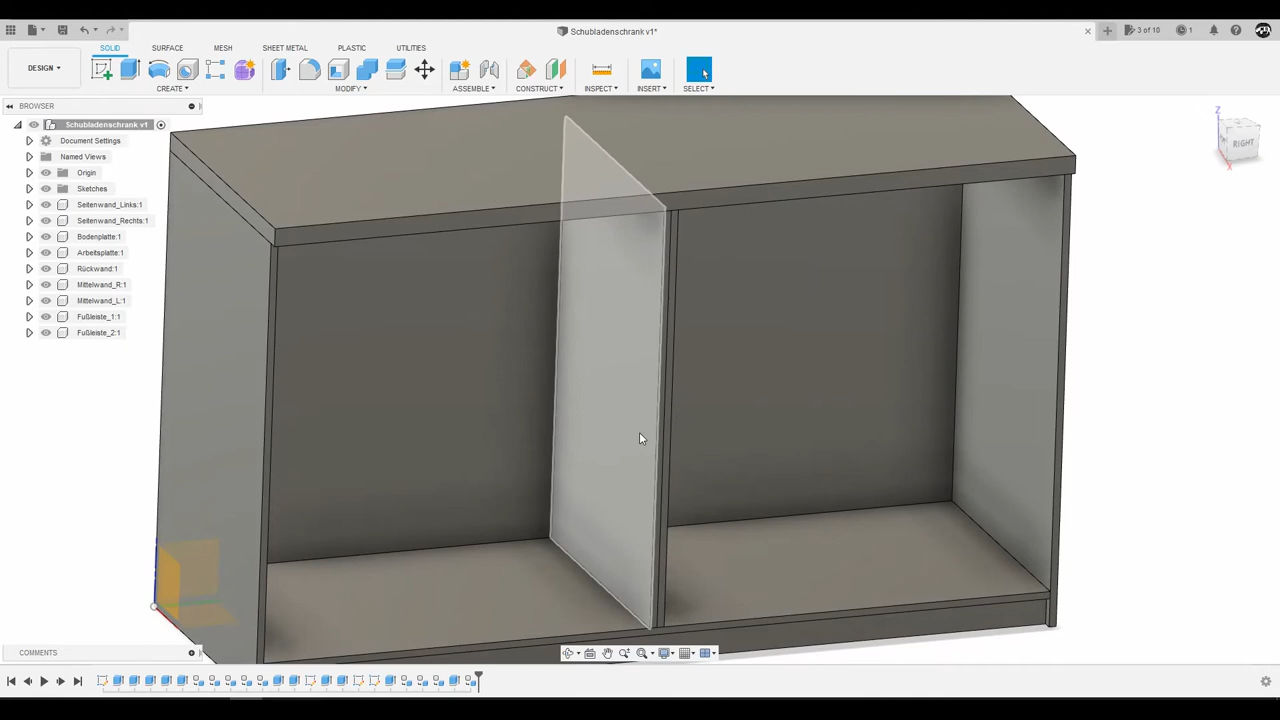 Schubladenschrank v1*
3 of 10
1
DESIGN
SOLID
SURFACE
MESH
SHEET METAL
PLASTIC
UTILITIES
CREATE
MODIFY
ASSEMBLE
CONSTRUCT
INSPECT
INSERT
SELECT
BROWSER
Schubladenschrank v1
Document Settings
Named Views
Origin
Sketches
Seitenwand_Links:1
Seitenwand_Rechts:1
Bodenplatte:1
Arbeitsplatte:1
Rückwand:1
Mittelwand_R:1
Mittelwand_L:1
Fußleiste_1:1
Fußleiste_2:1
Z
RIGHT
X
COMMENTS